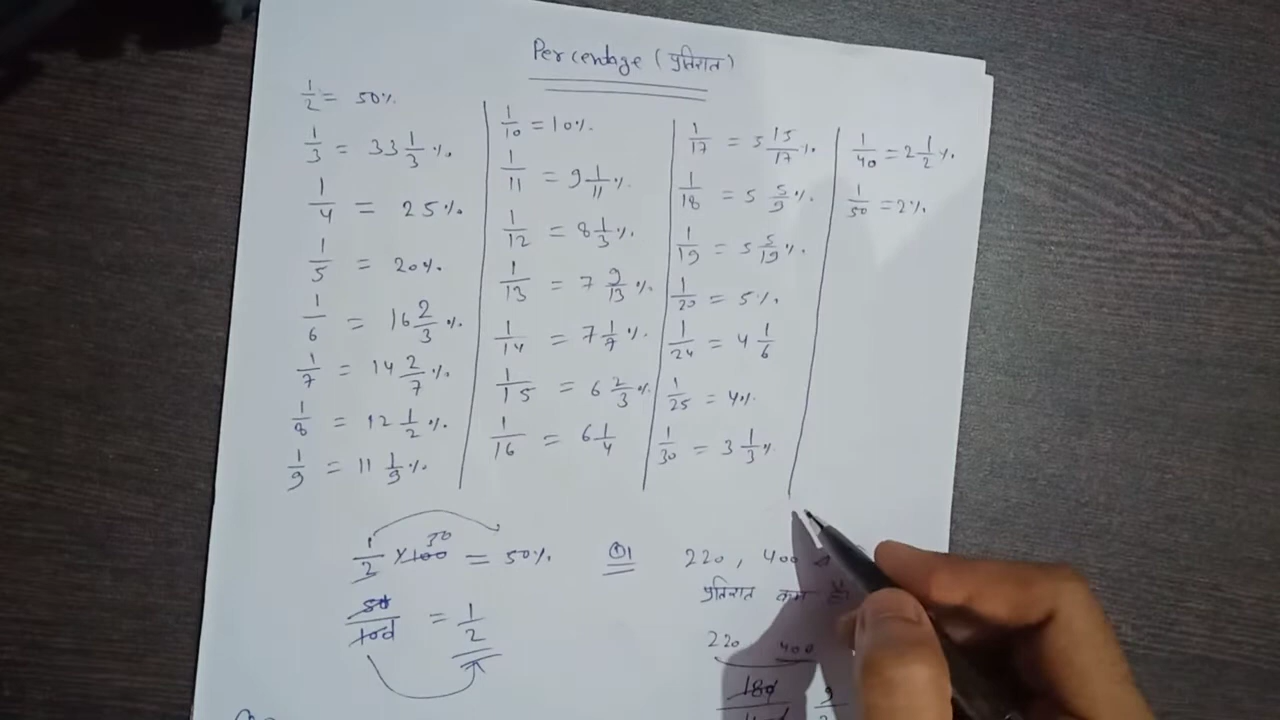 Percentage (प्रतिशत)
1/2 = 50%
1/3 = 33 1/3 %
1/4 = 25%
1/5 = 20%
1/6 = 16 2/3 %
1/7 = 14 2/7 %
1/8 = 12 1/2 %
1/9 = 11 1/9 %
1/10 = 10%
1/11 = 9 1/11 %
1/12 = 8 1/3 %
1/13 = 7 9/13 %
1/14 = 7 1/7 %
1/15 = 6 2/3 %
1/16 = 6 1/4
1/17 = 5 15/17 %
1/18 = 5 5/9 %
1/19 = 5 5/19 %
1/20 = 5%
1/24 = 4 1/6
1/25 = 4%
1/30 = 3 1/3 %
1/40 = 2 1/2 %
1/50 = 2%
1/2 × 100 50 = 50%
50/100 = 1/2
Q1 220, 400
प्रतिशत कम है
220 400
180 9